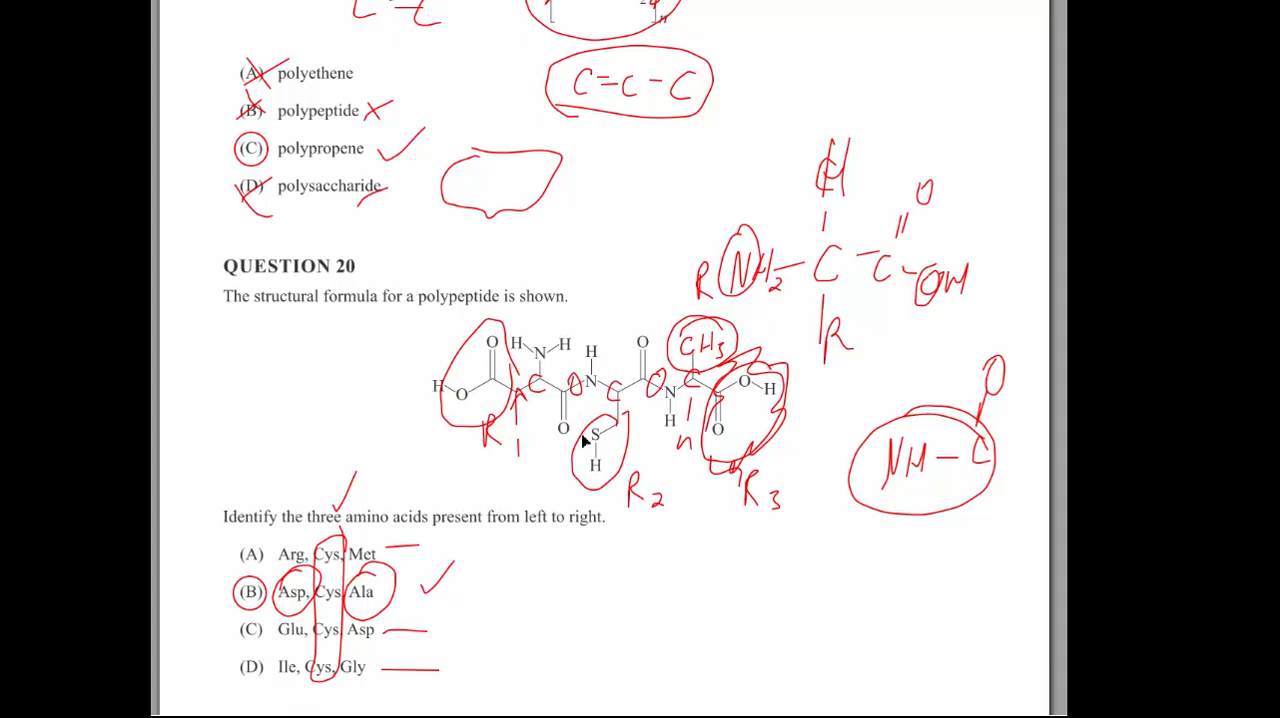 (A) polyethene
C=C-C
(B) polypeptide
(C) polypropene
(D) polysaccharide
QUESTION 20
The structural formula for a polypeptide is shown.
R NH2 - C - C - OH
O
R
H O O H N H O H N S H O CH3 N H O O H
R1
R2
R3
NH - C
O
Identify the three amino acids present from left to right.
(A) Arg, Cys, Met
(B) Asp, Cys, Ala
(C) Glu, Cys, Asp
(D) Ile, Cys, Gly